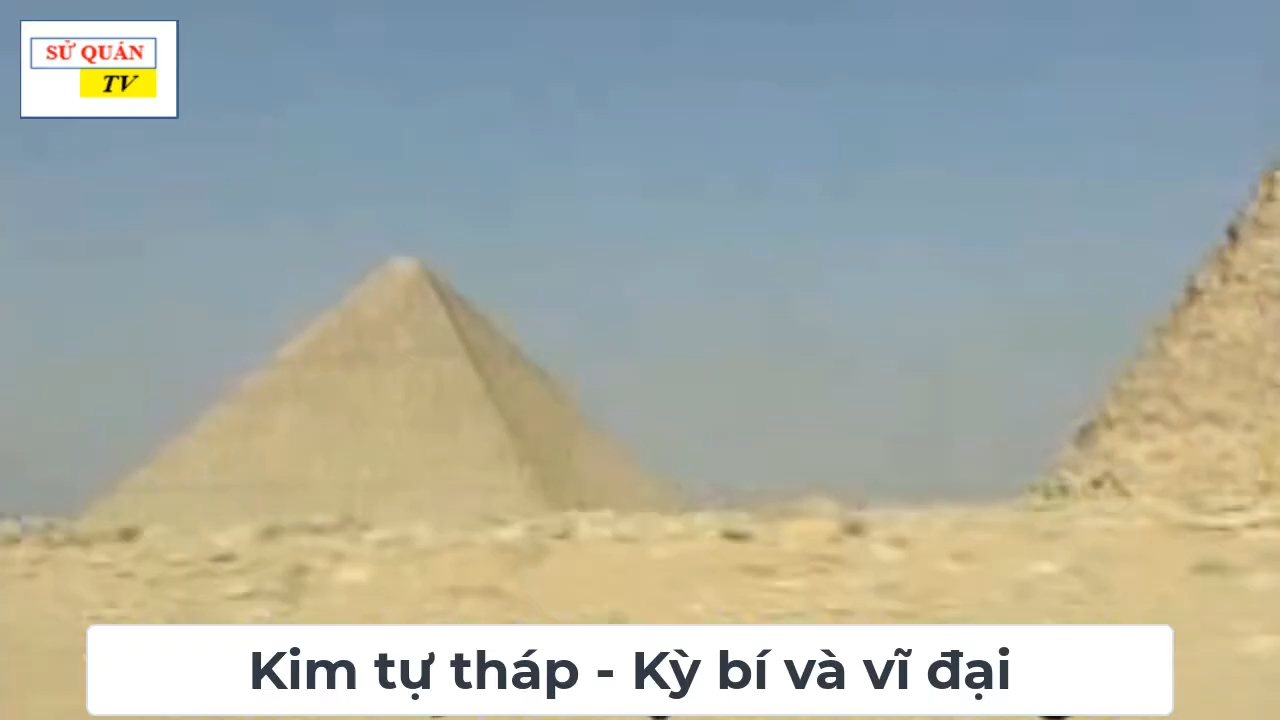 SỬ QUÁN
TV
Kim tự tháp - Kỳ bí và vĩ đại